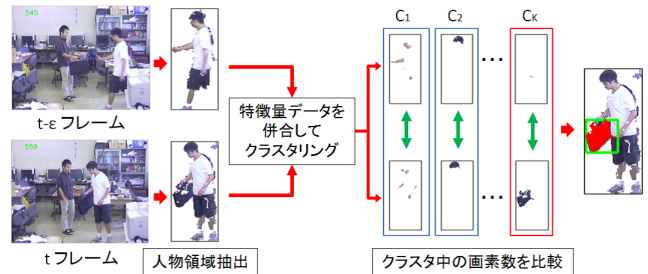 545
t-ε フレーム
559
t フレーム
人物領域抽出
特徴量データを
併合して
クラスタリング
C1
C2
…
CK
…
クラスタ中の画素数を比較